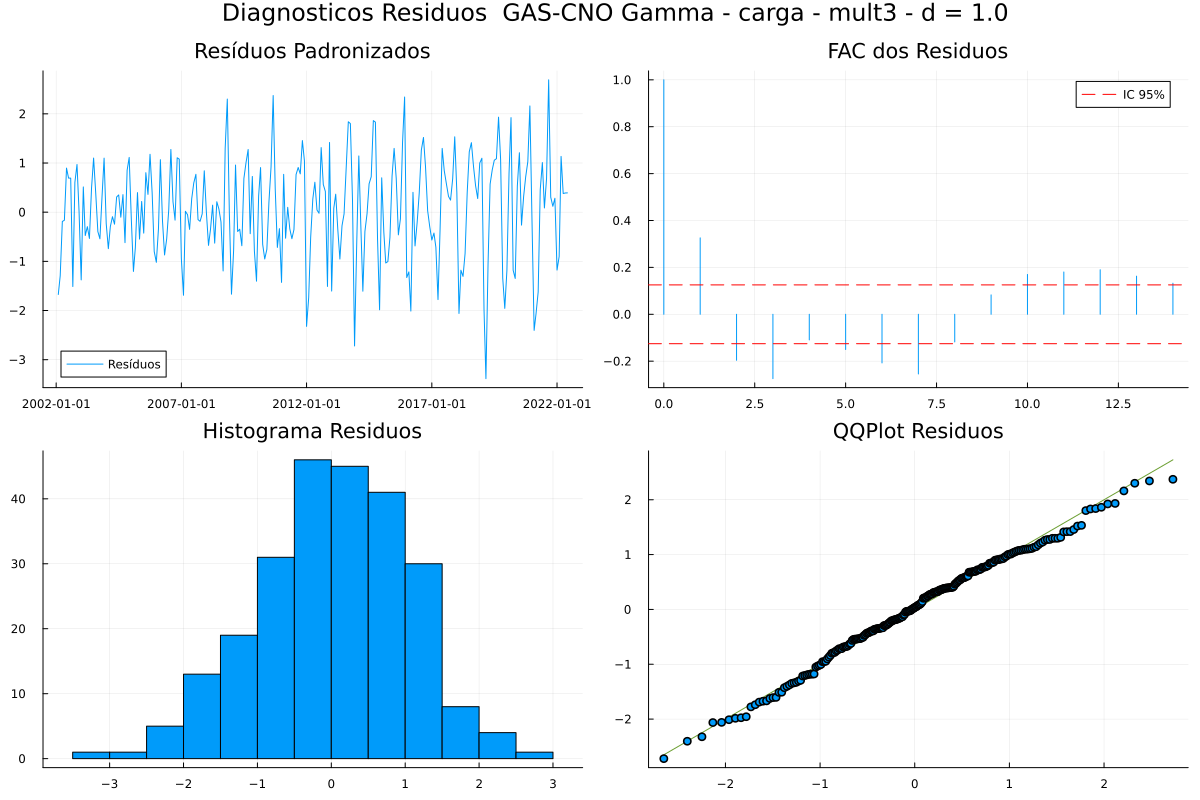 Diagnosticos Residuos  GAS-CNO Gamma - carga - mult3 - d = 1.0
Resíduos Padronizados
2
1
0
−1
−2
−3
Resíduos
2002-01-01 2007-01-01 2012-01-01 2017-01-01 2022-01-01
FAC dos Residuos
1.0
0.8
0.6
0.4
0.2
0.0
−0.2
IC 95%
0.0 2.5 5.0 7.5 10.0 12.5
Histograma Residuos
40
30
20
10
0
−3 −2 −1 0 1 2 3
QQPlot Residuos
2
1
0
−1
−2
−2 −1 0 1 2